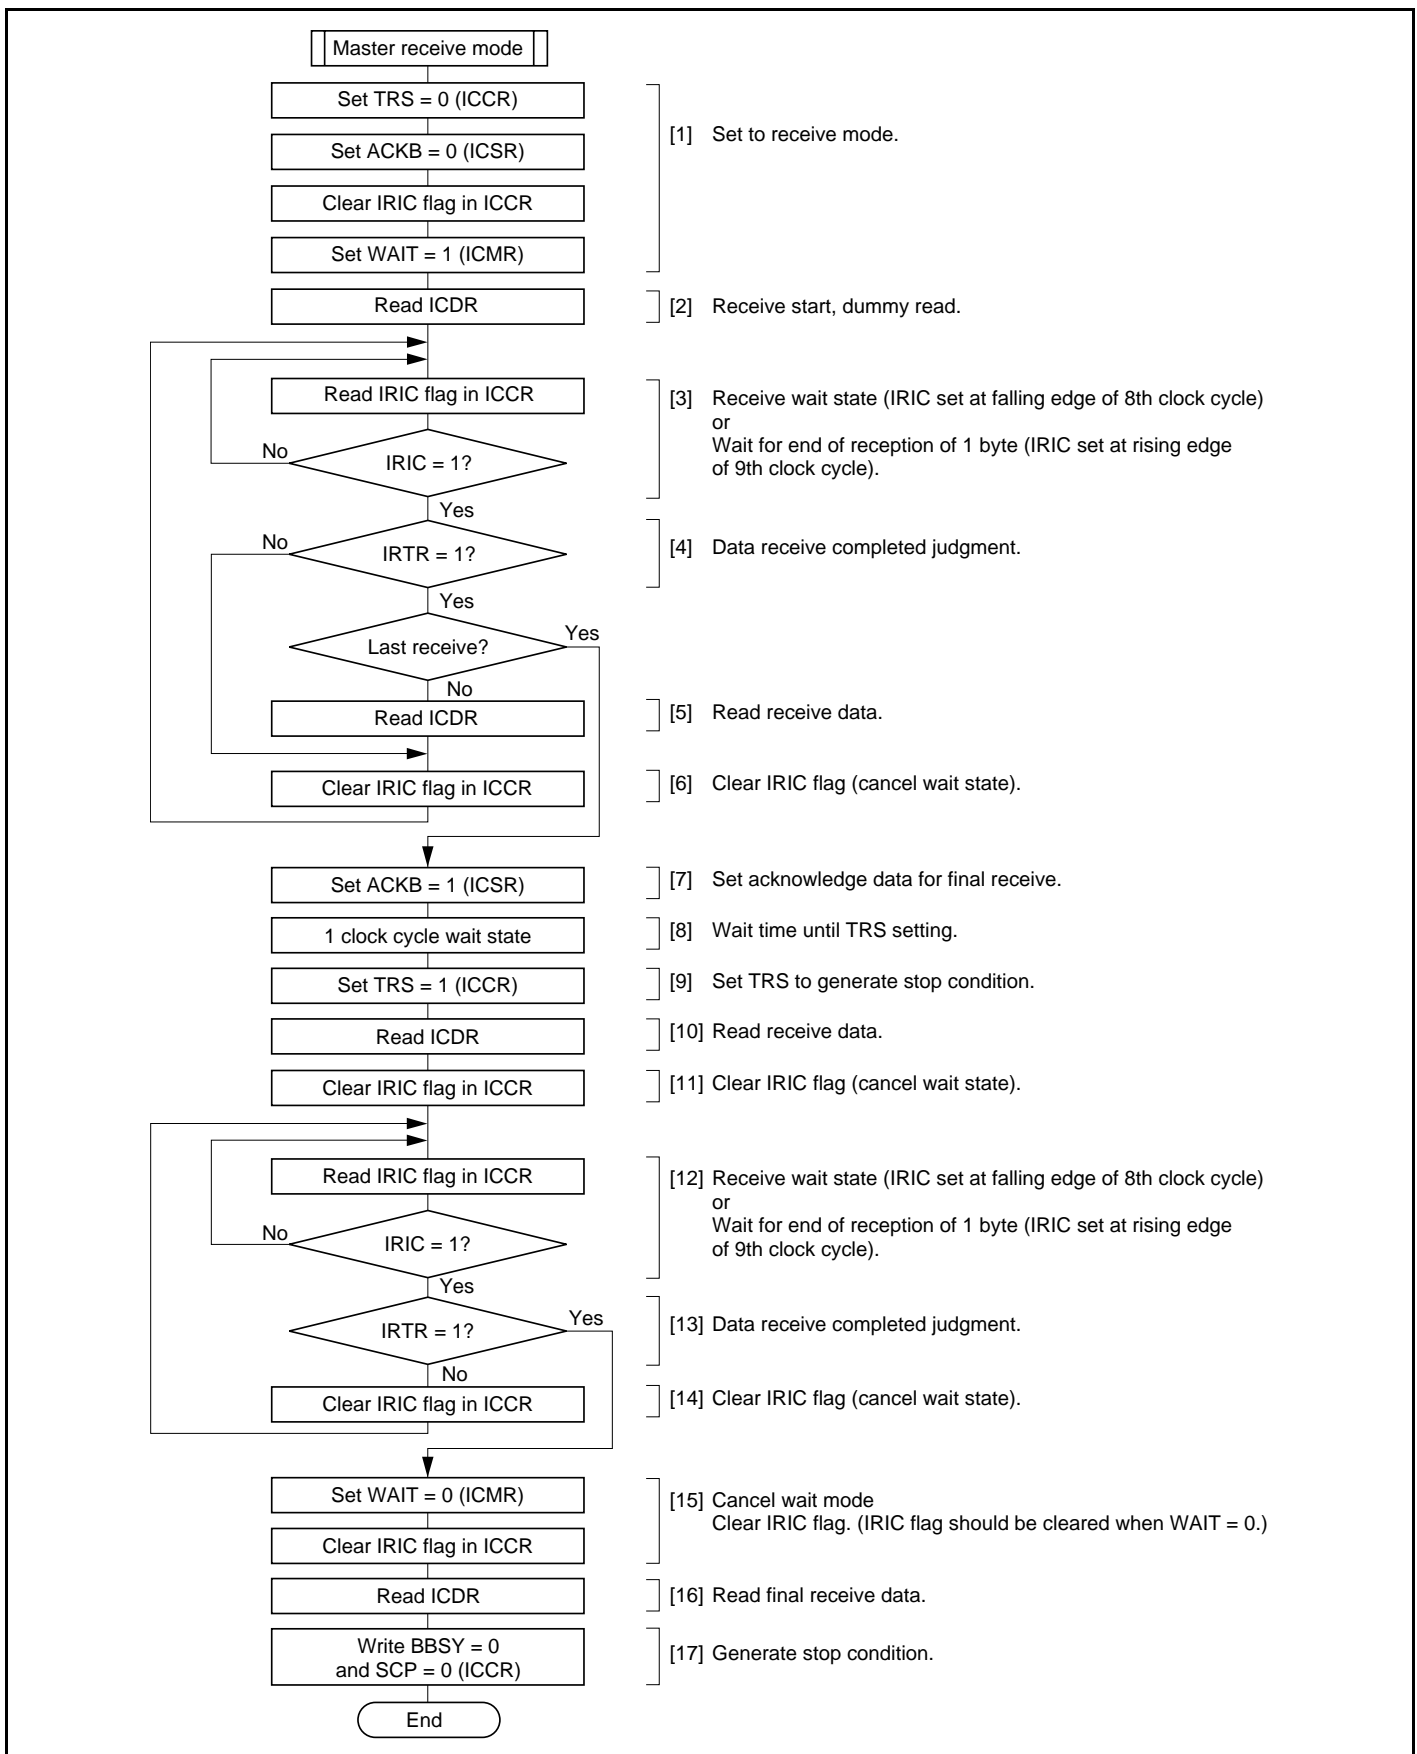 Master receive mode
Set TRS = 0 (ICCR)
[1] Set to receive mode.
Set ACKB = 0 (ICSR)
Clear IRIC flag in ICCR
Set WAIT = 1 (ICMR)
Read ICDR
[2] Receive start, dummy read.
Read IRIC flag in ICCR
[3] Receive wait state (IRIC set at falling edge of 8th clock cycle)
or
Wait for end of reception of 1 byte (IRIC set at rising edge
of 9th clock cycle).
No
IRIC = 1?
Yes
No
IRTR = 1?
[4] Data receive completed judgment.
Yes
Last receive?
Yes
No
Read ICDR
[5] Read receive data.
Clear IRIC flag in ICCR
[6] Clear IRIC flag (cancel wait state).
Set ACKB = 1 (ICSR)
[7] Set acknowledge data for final receive.
1 clock cycle wait state
[8] Wait time until TRS setting.
Set TRS = 1 (ICCR)
[9] Set TRS to generate stop condition.
Read ICDR
[10] Read receive data.
Clear IRIC flag in ICCR
[11] Clear IRIC flag (cancel wait state).
Read IRIC flag in ICCR
[12] Receive wait state (IRIC set at falling edge of 8th clock cycle)
or
Wait for end of reception of 1 byte (IRIC set at rising edge
of 9th clock cycle).
No
IRIC = 1?
Yes
IRTR = 1?
Yes
[13] Data receive completed judgment.
No
Clear IRIC flag in ICCR
[14] Clear IRIC flag (cancel wait state).
Set WAIT = 0 (ICMR)
[15] Cancel wait mode
Clear IRIC flag. (IRIC flag should be cleared when WAIT = 0.)
Clear IRIC flag in ICCR
Read ICDR
[16] Read final receive data.
Write BBSY = 0
and SCP = 0 (ICCR)
[17] Generate stop condition.
End